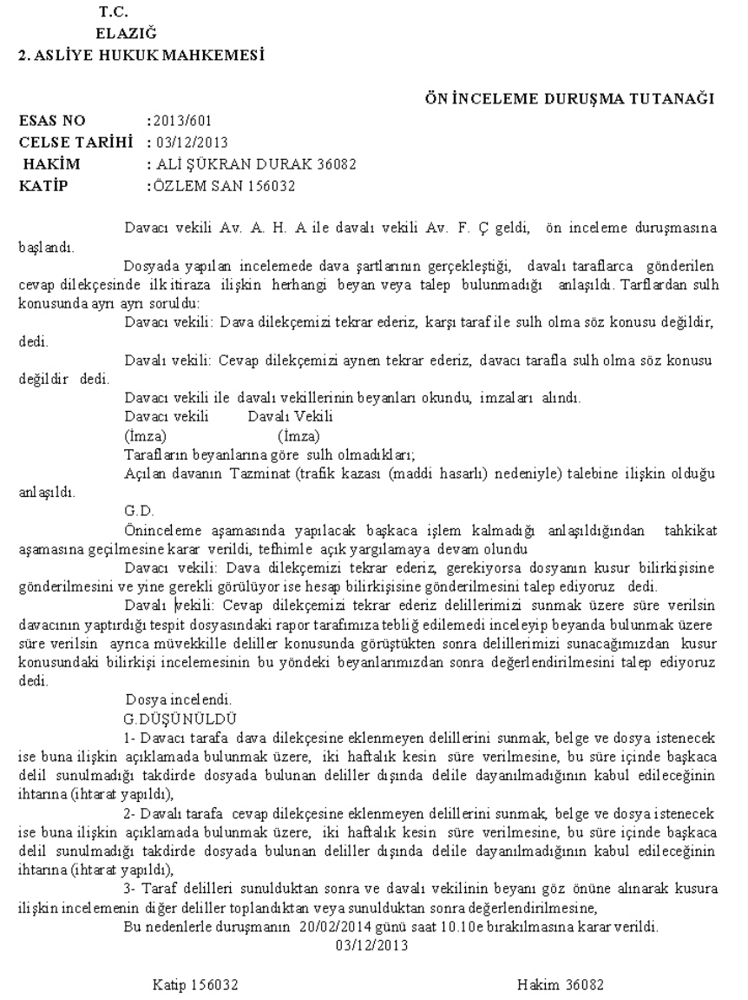 T.C.
ELAZIĞ
2. ASLİYE HUKUK MAHKEMESİ
ÖN İNCELEME DURUŞMA TUTANAĞI
ESAS NO : 2013/601
CELSE TARİHİ : 03/12/2013
HAKİM : ALİ ŞÜKRAN DURAK 36082
KATİP : ÖZLEM SAN 156032
Davacı vekili Av. A. H. A ile davalı vekili Av. F. Ç geldi, ön inceleme duruşmasına
başlandı.
Dosyada yapılan incelemede dava şartlarının gerçekleştiği, davalı taraflarca gönderilen
cevap dilekçesinde ilk itiraza ilişkin herhangi beyan veya talep bulunmadığı anlaşıldı. Tarflardan sulh
konusunda ayrı ayrı soruldu:
Davacı vekili: Dava dilekçemizi tekrar ederiz, karşı taraf ile sulh olma söz konusu değildir,
dedi.
Davalı vekili: Cevap dilekçemizi aynen tekrar ederiz, davacı tarafla sulh olma söz konusu
değildir dedi.
Davacı vekili ile davalı vekillerinin beyanları okundu, imzaları alındı.
Davacı vekili Davalı Vekili
(İmza) (İmza)
Tarafların beyanlarına göre sulh olmadıkları;
Açılan davanın Tazminat (trafik kazası (maddi hasarlı) nedeniyle) talebine ilişkin olduğu
anlaşıldı.
G.D.
Öninceleme aşamasında yapılacak başkaca işlem kalmadığı anlaşıldığından tahkikat
aşamasına geçilmesine karar verildi, tefhimle açık yargılamaya devam olundu
Davacı vekili: Dava dilekçemizi tekrar ederiz, gerekiyorsa dosyanın kusur bilirkişisine
gönderilmesini ve yine gerekli görülüyor ise hesap bilirkişisine gönderilmesini talep ediyoruz dedi.
Davalı vekili: Cevap dilekçemizi tekrar ederiz delillerimizi sunmak üzere süre verilsin
davacının yaptırdığı tespit dosyasındaki rapor tarafımıza tebliğ edilemedi inceleyip beyanda bulunmak üzere
süre verilsin ayrıca müvekkille deliller konusunda görüştükten sonra delillerimizi sunacağımızdan kusur
konusundaki bilirkişi incelemesinin bu yöndeki beyanlarımızdan sonra değerlendirilmesini talep ediyoruz
dedi.
Dosya incelendi.
G.DÜŞÜNÜLDÜ
1- Davacı tarafa dava dilekçesine eklenmeyen delillerini sunmak, belge ve dosya istenecek
ise buna ilişkin açıklamada bulunmak üzere, iki haftalık kesin süre verilmesine, bu süre içinde başkaca
delil sunulmadığı takdirde dosyada bulunan deliller dışında delile dayanılmadığının kabul edileceğinin
ihtarına (ihtarat yapıldı),
2- Davalı tarafa cevap dilekçesine eklenmeyen delillerini sunmak, belge ve dosya istenecek
ise buna ilişkin açıklamada bulunmak üzere, iki haftalık kesin süre verilmesine, bu süre içinde başkaca
delil sunulmadığı takdirde dosyada bulunan deliller dışında delile dayanılmadığının kabul edileceğinin
ihtarına (ihtarat yapıldı),
3- Taraf delilleri sunulduktan sonra ve davalı vekilinin beyanı göz önüne alınarak kusura
ilişkin incelemenin diğer deliller toplandıktan veya sunulduktan sonra değerlendirilmesine,
Bu nedenlerle duruşmanın 20/02/2014 günü saat 10.10e bırakılmasına karar verildi.
03/12/2013
Katip 156032 Hakim 36082